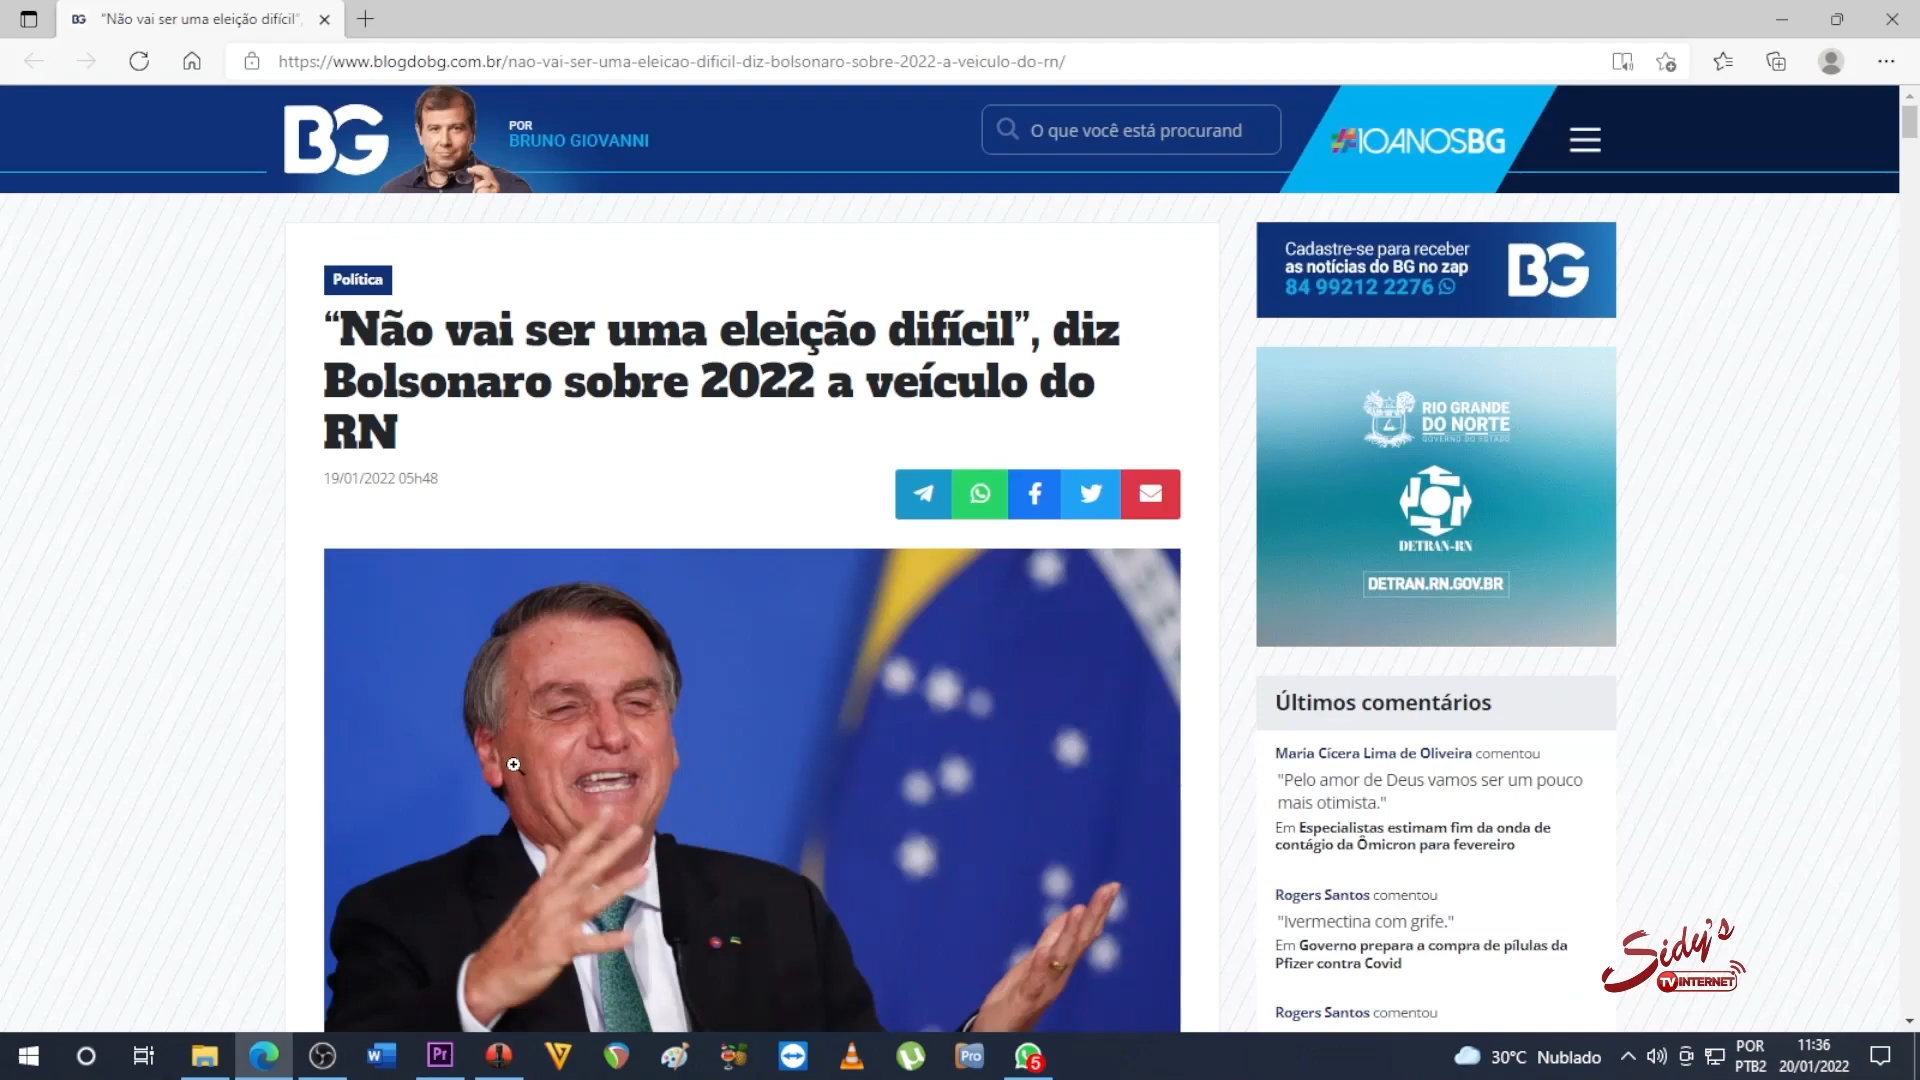 “Não vai ser uma eleição difícil”,
https://www.blogdobg.com.br/nao-vai-ser-uma-eleicao-dificil-diz-bolsonaro-sobre-2022-a-veiculo-do-rn/
BG
POR
BRUNO GIOVANNI
O que você está procurand
#10ANOSBG
Política
“Não vai ser uma eleição difícil”, diz
Bolsonaro sobre 2022 a veículo do
RN
19/01/2022 05h48
Cadastre-se para receber
as notícias do BG no zap
84 99212 2276
BG
RIO GRANDE
DO NORTE
GOVERNO DO ESTADO
DETRAN-RN
DETRAN.RN.GOV.BR
Últimos comentários
Maria Cícera Lima de Oliveira comentou
"Pelo amor de Deus vamos ser um pouco
mais otimista."
Em Especialistas estimam fim da onda de
contágio da Ômicron para fevereiro
Rogers Santos comentou
"Ivermectina com grife."
Em Governo prepara a compra de pílulas da
Pfizer contra Covid
Rogers Santos comentou
Sidy's
TV INTERNET
Pr
Pro
5
30°C Nublado
POR
PTB2
11:36
20/01/2022